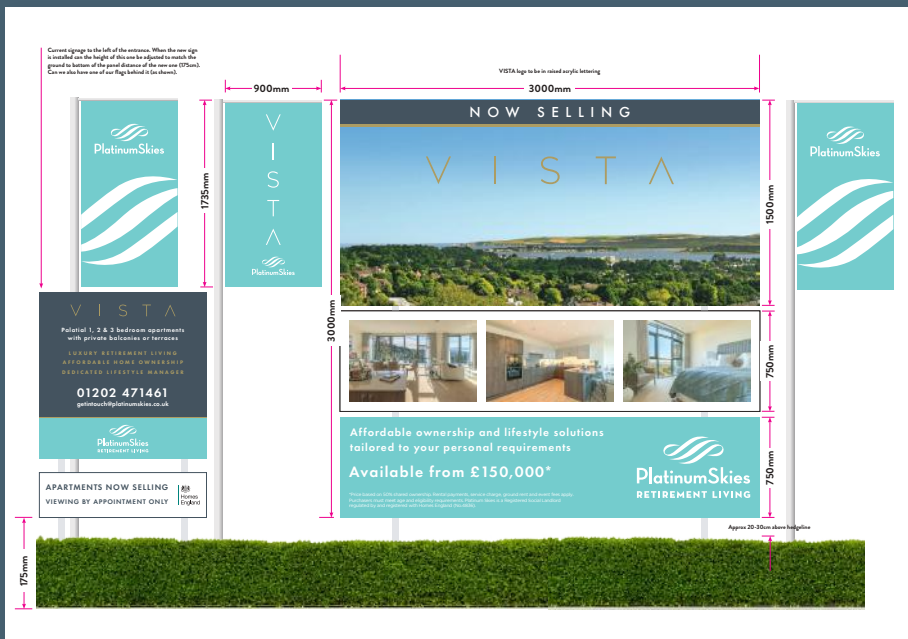 Current signage to the left of the entrance. When the new sign
is installed can the height of this one be adjusted to match the
ground to bottom of the panel distance of the new one (175cm).
Can we also have one of our flags behind it (as shown).
VISTA logo to be in raised acrylic lettering
900mm
3000mm
PlatinumSkies
1735mm
VISTA
PlatinumSkies
3000mm
NOW SELLING
VISTA
1500mm
PlatinumSkies
VISTA
Palatial 1, 2 & 3 bedroom apartments
with private balconies or terraces
LUXURY RETIREMENT LIVING
AFFORDABLE HOME OWNERSHIP
DEDICATED LIFESTYLE MANAGER
01202 471461
getintouch@platinumskies.co.uk
PlatinumSkies
RETIREMENT LIVING
750mm
APARTMENTS NOW SELLING
VIEWING BY APPOINTMENT ONLY
Homes
England
Affordable ownership and lifestyle solutions
tailored to your personal requirements
Available from £150,000*
PlatinumSkies
RETIREMENT LIVING
750mm
Approx 20-30cm above hedgeline
175mm